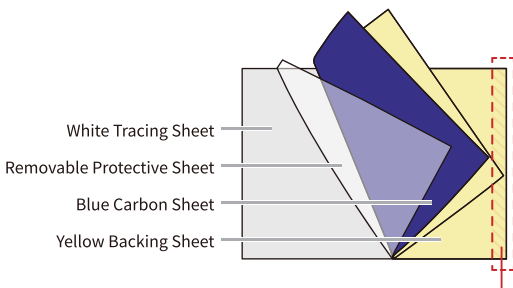 White Tracing Sheet
Removable Protective Sheet
Blue Carbon Sheet
Yellow Backing Sheet